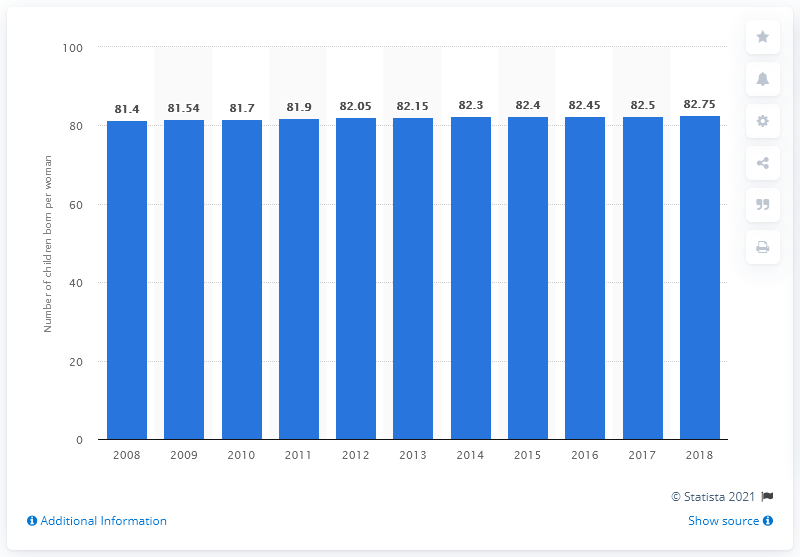 100
80
60
40
20
0
Number of children born per woman
81.4 81.54 81.7 81.9 82.05 82.15 82.3 82.4 82.45 82.5 82.75
2008 2009 2010 2011 2012 2013 2014 2015 2016 2017 2018
© Statista 2021
Additional Information
Show source